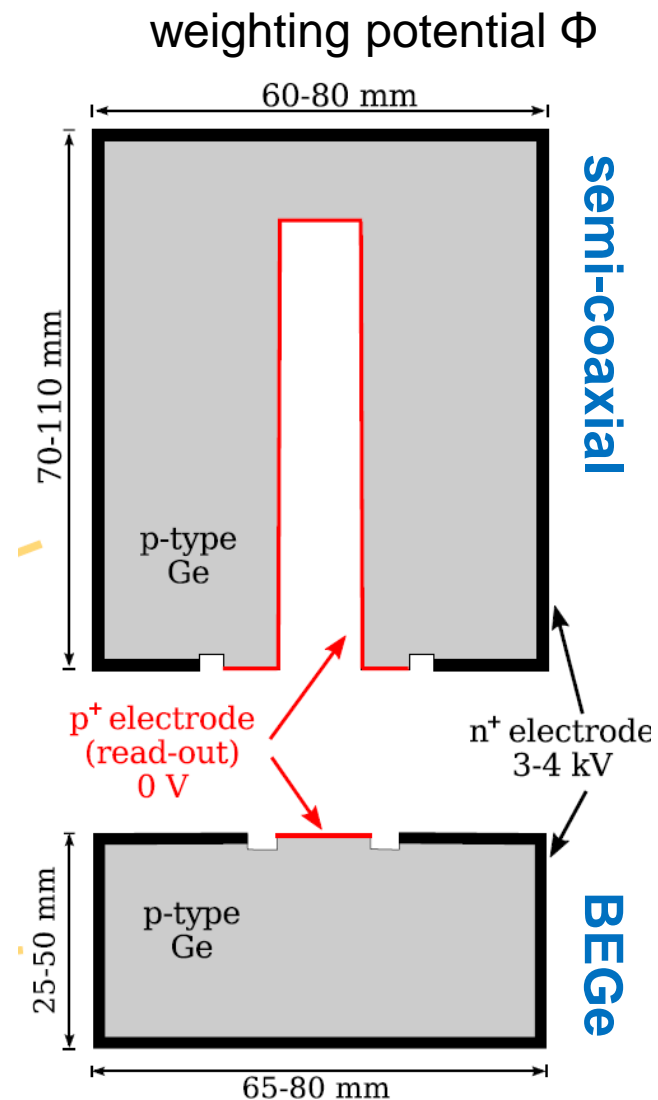 weighting potential Φ
60-80 mm
semi-coaxial
70-110 mm
p-type
Ge
p⁺ electrode
(read-out)
0 V
n⁺ electrode
3-4 kV
p-type
Ge
25-50 mm
BEGe
65-80 mm